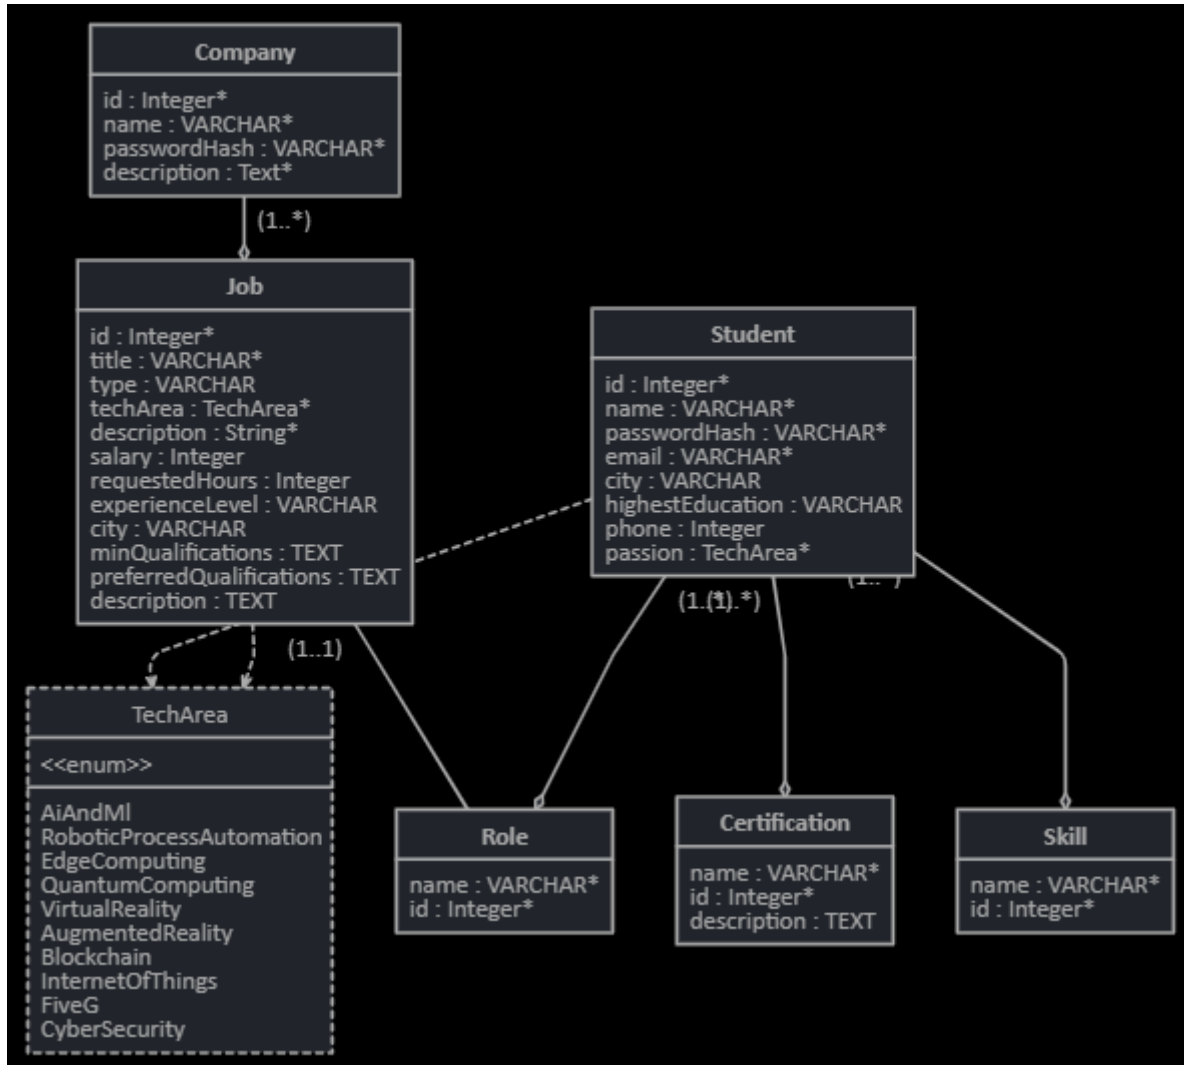 Company
id : Integer*
name : VARCHAR*
passwordHash : VARCHAR*
description : Text*
(1..*)
Job
id : Integer*
title : VARCHAR*
type : VARCHAR
techArea : TechArea*
description : String*
salary : Integer
requestedHours : Integer
experienceLevel : VARCHAR
city : VARCHAR
minQualifications : TEXT
preferredQualifications : TEXT
description : TEXT
(1..1)
Student
id : Integer*
name : VARCHAR*
passwordHash : VARCHAR*
email : VARCHAR*
city : VARCHAR
highestEducation : VARCHAR
phone : Integer
passion : TechArea*
TechArea
<<enum>>
AiAndMl
RoboticProcessAutomation
EdgeComputing
QuantumComputing
VirtualReality
AugmentedReality
Blockchain
InternetOfThings
FiveG
CyberSecurity
Role
name : VARCHAR*
id : Integer*
Certification
name : VARCHAR*
id : Integer*
description : TEXT
Skill
name : VARCHAR*
id : Integer*